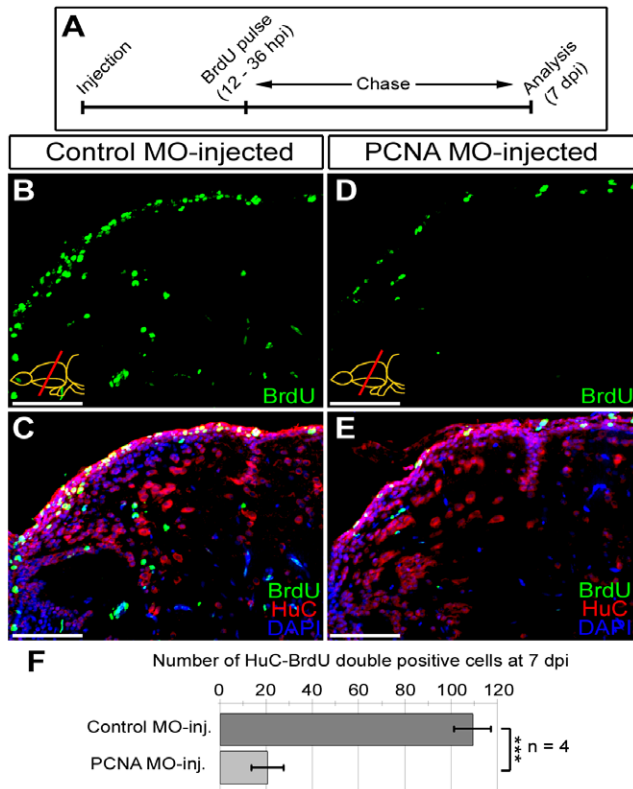 A
Injection
BrdU pulse
(12 - 36 hpi)
Chase
Analysis
(7 dpi)
Control MO-injected
PCNA MO-injected
B
BrdU
D
BrdU
C
BrdU
HuC
DAPI
E
BrdU
HuC
DAPI
F
Number of HuC-BrdU double positive cells at 7 dpi
0 20 40 60 80 100 120
Control MO-inj.
PCNA MO-inj.
***
n = 4